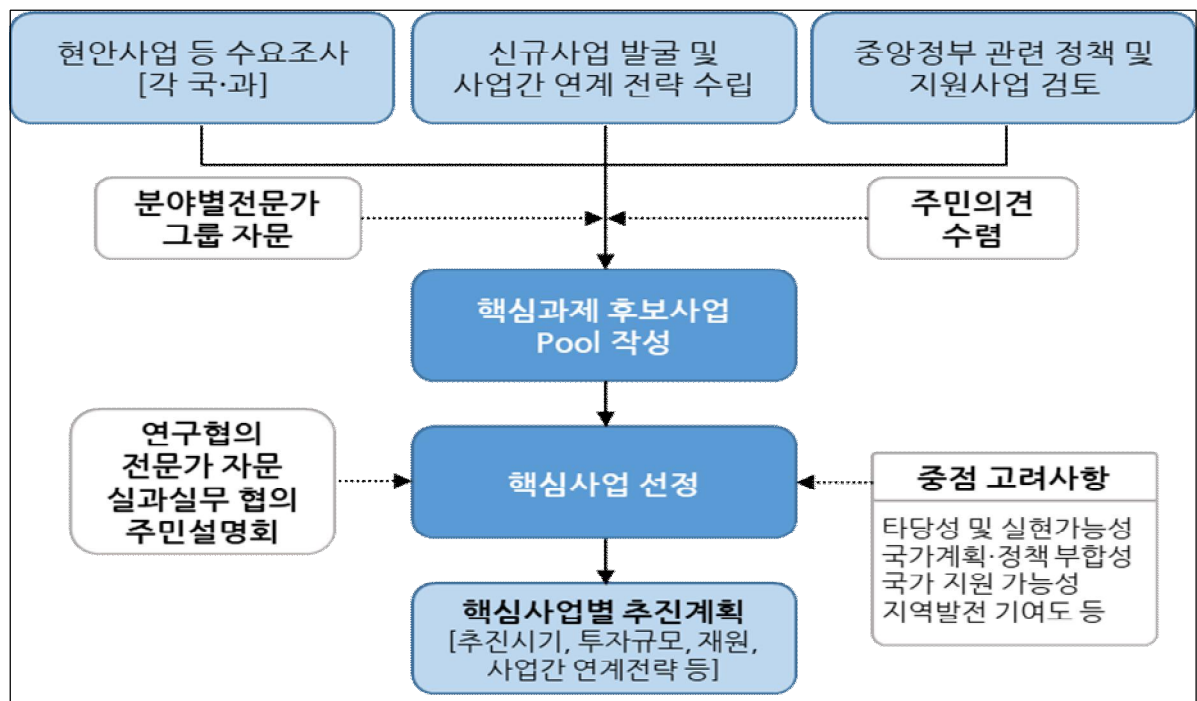 현안사업 등 수요조사
[각 국·과]
신규사업 발굴 및
사업간 연계 전략 수립
중앙정부 관련 정책 및
지원사업 검토
분야별전문가
그룹 자문
주민의견
수렴
핵심과제 후보사업
Pool 작성
연구협의
전문가 자문
실과실무 협의
주민설명회
핵심사업 선정
중점 고려사항
타당성 및 실현가능성
국가계획·정책 부합성
국가 지원 가능성
지역발전 기여도 등
핵심사업별 추진계획
[추진시기, 투자규모, 재원,
사업간 연계전략 등]